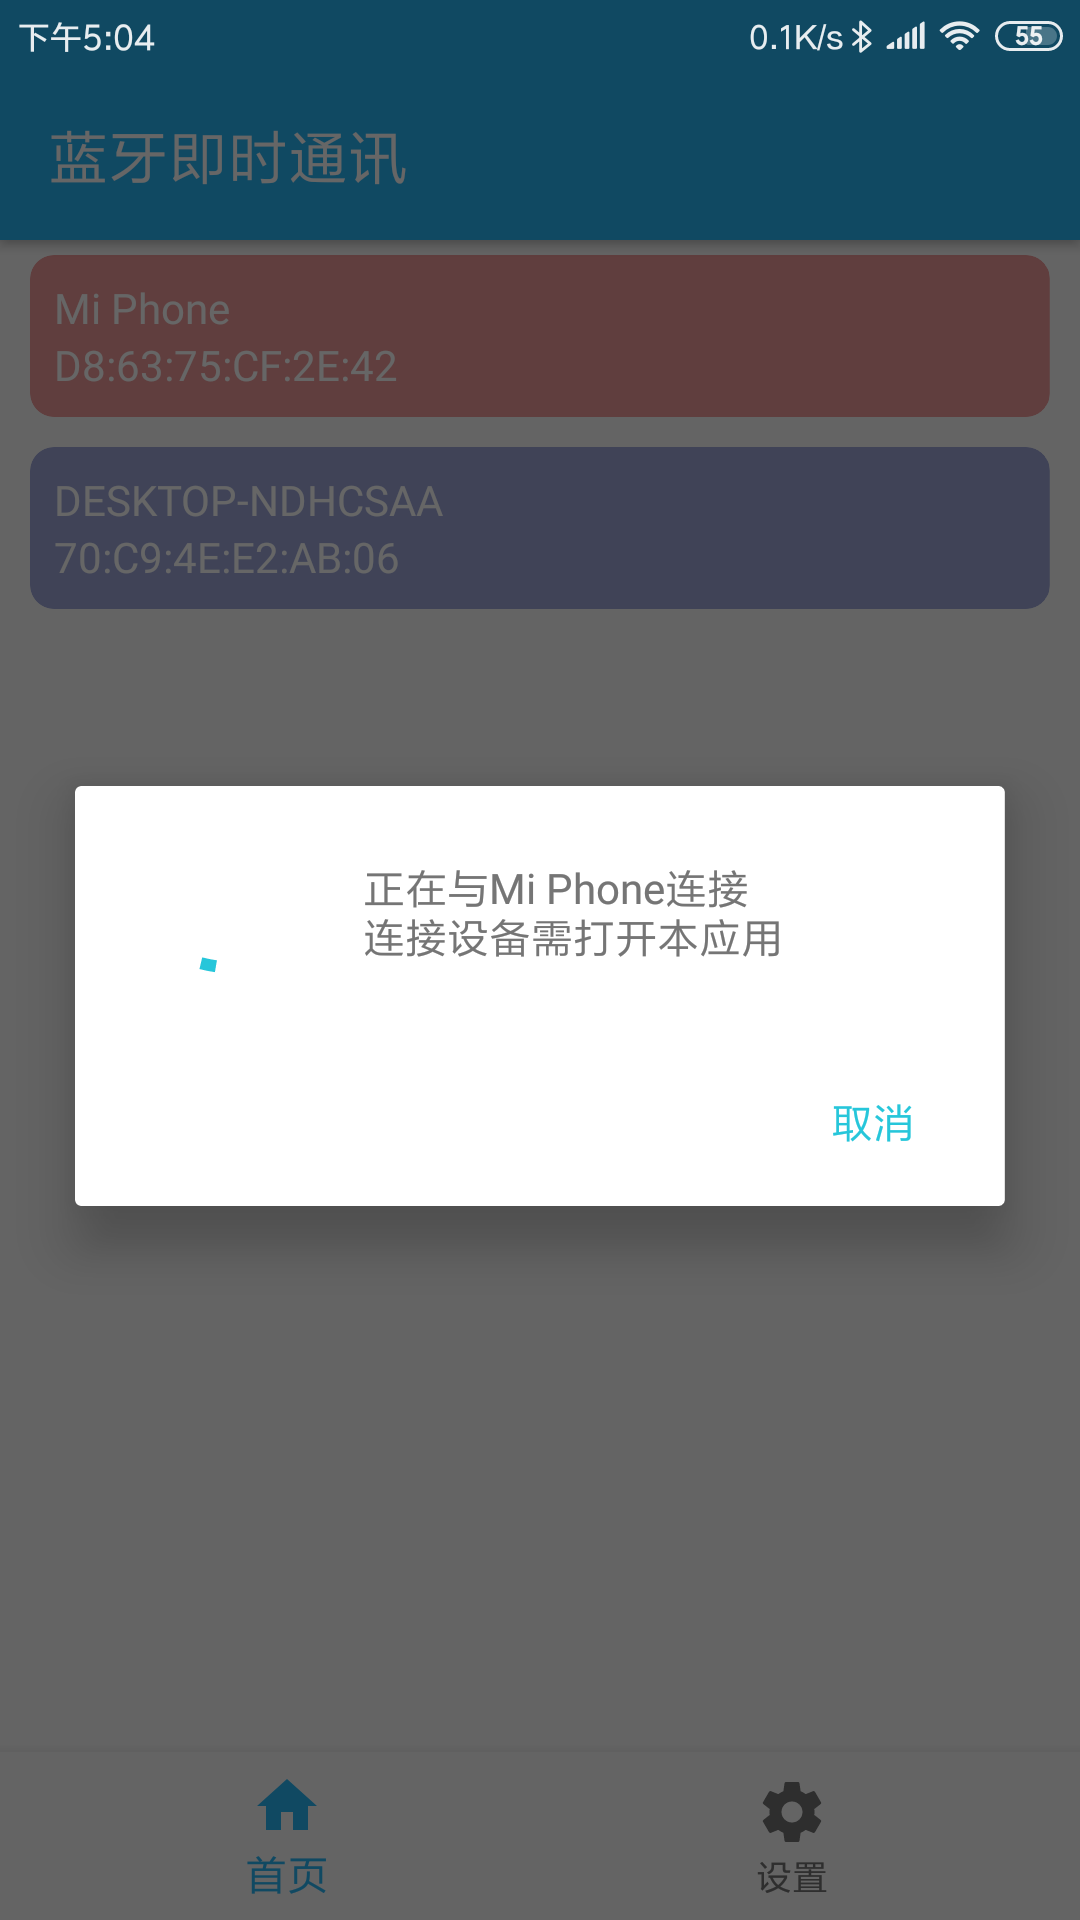 下午5:04
0.1K/s
55
蓝牙即时通讯
Mi Phone
D8:63:75:CF:2E:42
DESKTOP-NDHCSAA
70:C9:4E:E2:AB:06
正在与Mi Phone连接
连接设备需打开本应用
取消
首页
设置